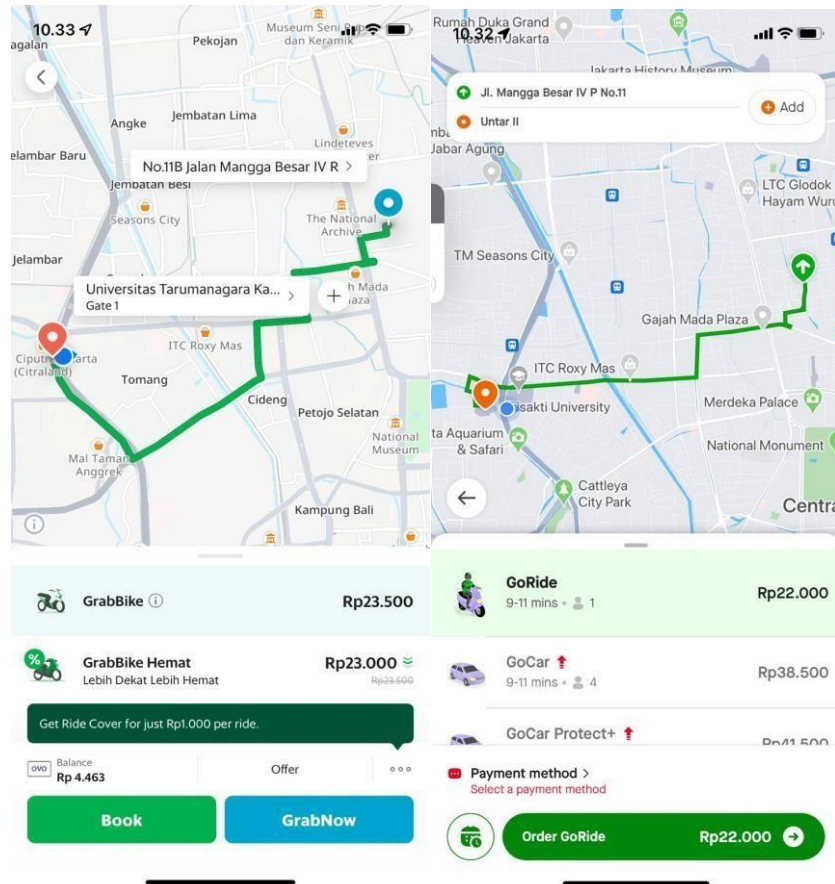 10.33
Museum Seni Rupa
dan Keramik
agalan
Pekojan
Angke
Jembatan Lima
Lindeteves
elambar Baru
No.11B Jalan Mangga Besar IV R >
Jembatan Besi
Seasons City
The National
Archive
Jelambar
Universitas Tarumanagara Ka... >
Gate 1
h Mada
laza
ITC Roxy Mas
Ciputra Jakarta
(Citraland)
Tomang
Cideng
Petojo Selatan
National
Museum
Mal Taman
Anggrek
Kampung Bali
GrabBike
Rp23.500
%
GrabBike Hemat
Rp23.000
Lebih Dekat Lebih Hemat
Rp23.500
Get Ride Cover for just Rp1.000 per ride.
OVO
Balance
Rp 4.463
Offer
Book
GrabNow
Rumah Duka Grand
Heaven Jakarta
10.32
Jakarta History Museum
Jl. Mangga Besar IV P No.11
Untar II
Add
Jabar Agung
LTC Glodok
Hayam Wuru
TM Seasons City
Gajah Mada Plaza
ITC Roxy Mas
isakti University
Merdeka Palace
ta Aquarium
& Safari
National Monument
Cattleya
City Park
Centra
GoRide
9-11 mins • 1
Rp22.000
GoCar
9-11 mins • 4
Rp38.500
GoCar Protect+
Rp41.500
Payment method >
Select a payment method
Order GoRide
Rp22.000